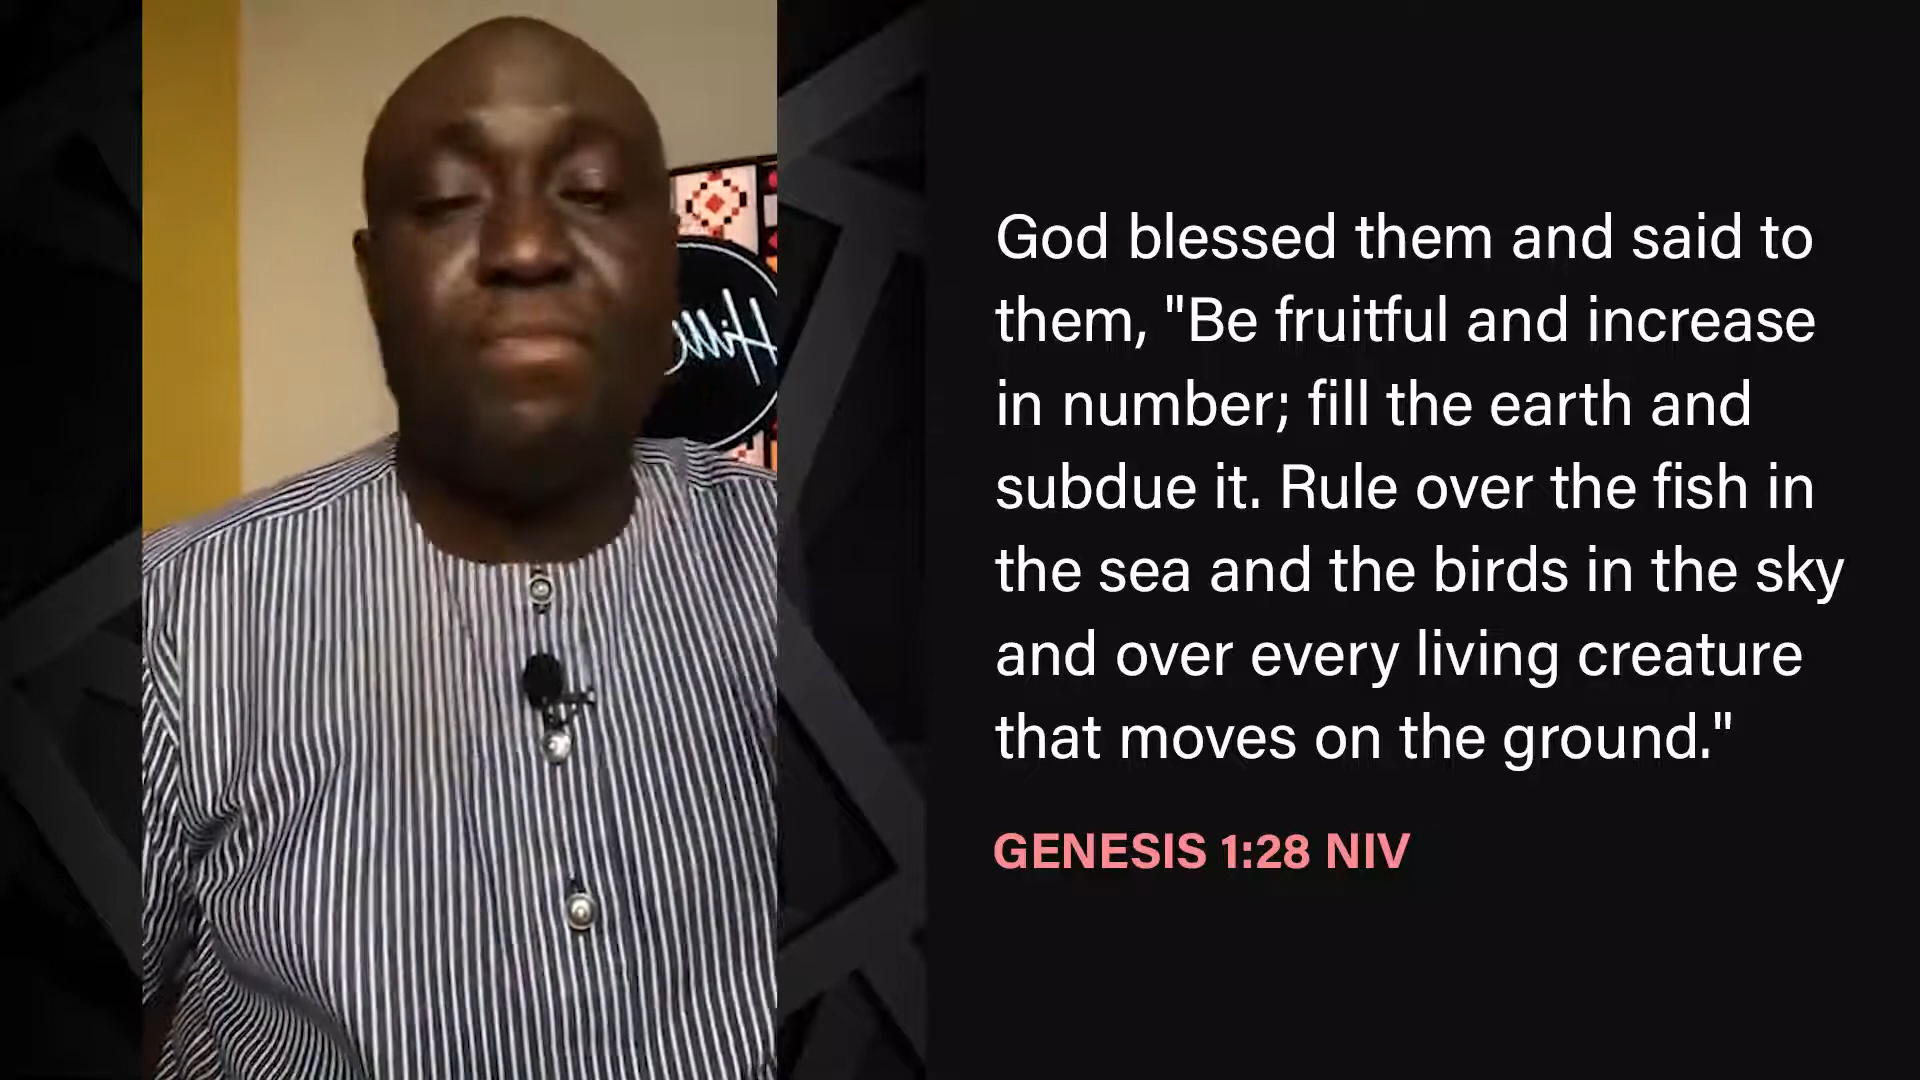 God blessed them and said to
them, "Be fruitful and increase
in number; fill the earth and
subdue it. Rule over the fish in
the sea and the birds in the sky
and over every living creature
that moves on the ground."
GENESIS 1:28 NIV